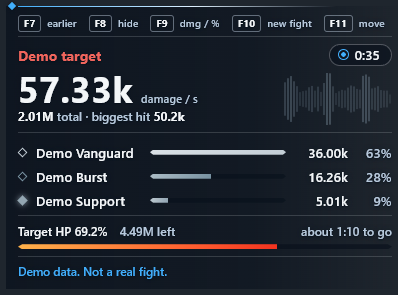 F7 earlier F8 hide F9 dmg / % F10 new fight F11 move
Demo target 0:35
57.33k damage / s
2.01M total · biggest hit 50.2k
Demo Vanguard 36.00k 63%
Demo Burst 16.26k 28%
Demo Support 5.01k 9%
Target HP 69.2% 4.49M left about 1:10 to go
Demo data. Not a real fight.